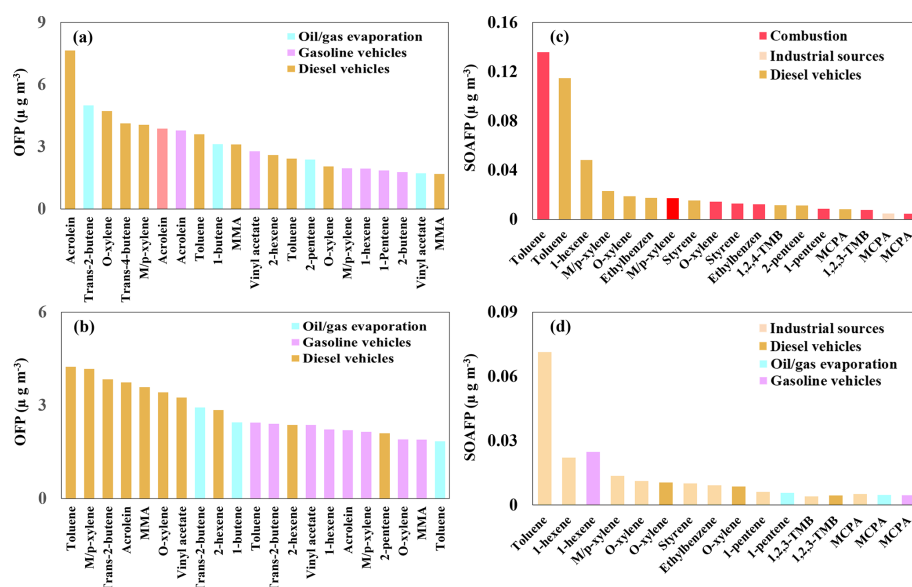 (a)
Oil/gas evaporation
Gasoline vehicles
Diesel vehicles
OFP (μ g m⁻³)
9
6
3
0
Acrolein
Trans-2-butene
O-xylene
Trans-4-butene
M/p-xylene
Acrolein
Acrolein
Toluene
1-butene
MMA
Vinyl acetate
2-hexene
Toluene
2-pentene
O-xylene
M/p-xylene
1-hexene
1-Pentene
2-butene
Vinyl acetate
MMA
(c)
Combustion
Industrial sources
Diesel vehicles
SOAFP (μ g m⁻³)
0.16
0.12
0.08
0.04
0
Toluene
Toluene
1-hexene
M/p-xylene
O-xylene
Ethylbenzen
M/p-xylene
Styrene
O-xylene
Styrene
Ethylbenzen
1,2,4-TMB
2-pentene
1-pentene
MCPA
1,2,3-TMB
MCPA
MCPA
(b)
Oil/gas evaporation
Gasoline vehicles
Diesel vehicles
OFP (μ g m⁻³)
6
3
0
Toluene
M/p-xylene
Trans-2-butene
Acrolein
MMA
O-xylene
Vinyl acetate
Trans-2-butene
2-hexene
1-butene
Toluene
Trans-2-butene
2-hexene
Vinyl acetate
1-hexene
Acrolein
M/p-xylene
2-pentene
O-xylene
MMA
Toluene
(d)
Industrial sources
Diesel vehicles
Oil/gas evaporation
Gasoline vehicles
SOAFP (μ g m⁻³)
0.09
0.06
0.03
0
Toluene
1-hexene
1-hexene
M/p-xylene
O-xylene
O-xylene
Styrene
Ethylbenzene
O-xylene
1-pentene
1-pentene
1,2,3-TMB
1,2,3-TMB
MCPA
MCPA
MCPA